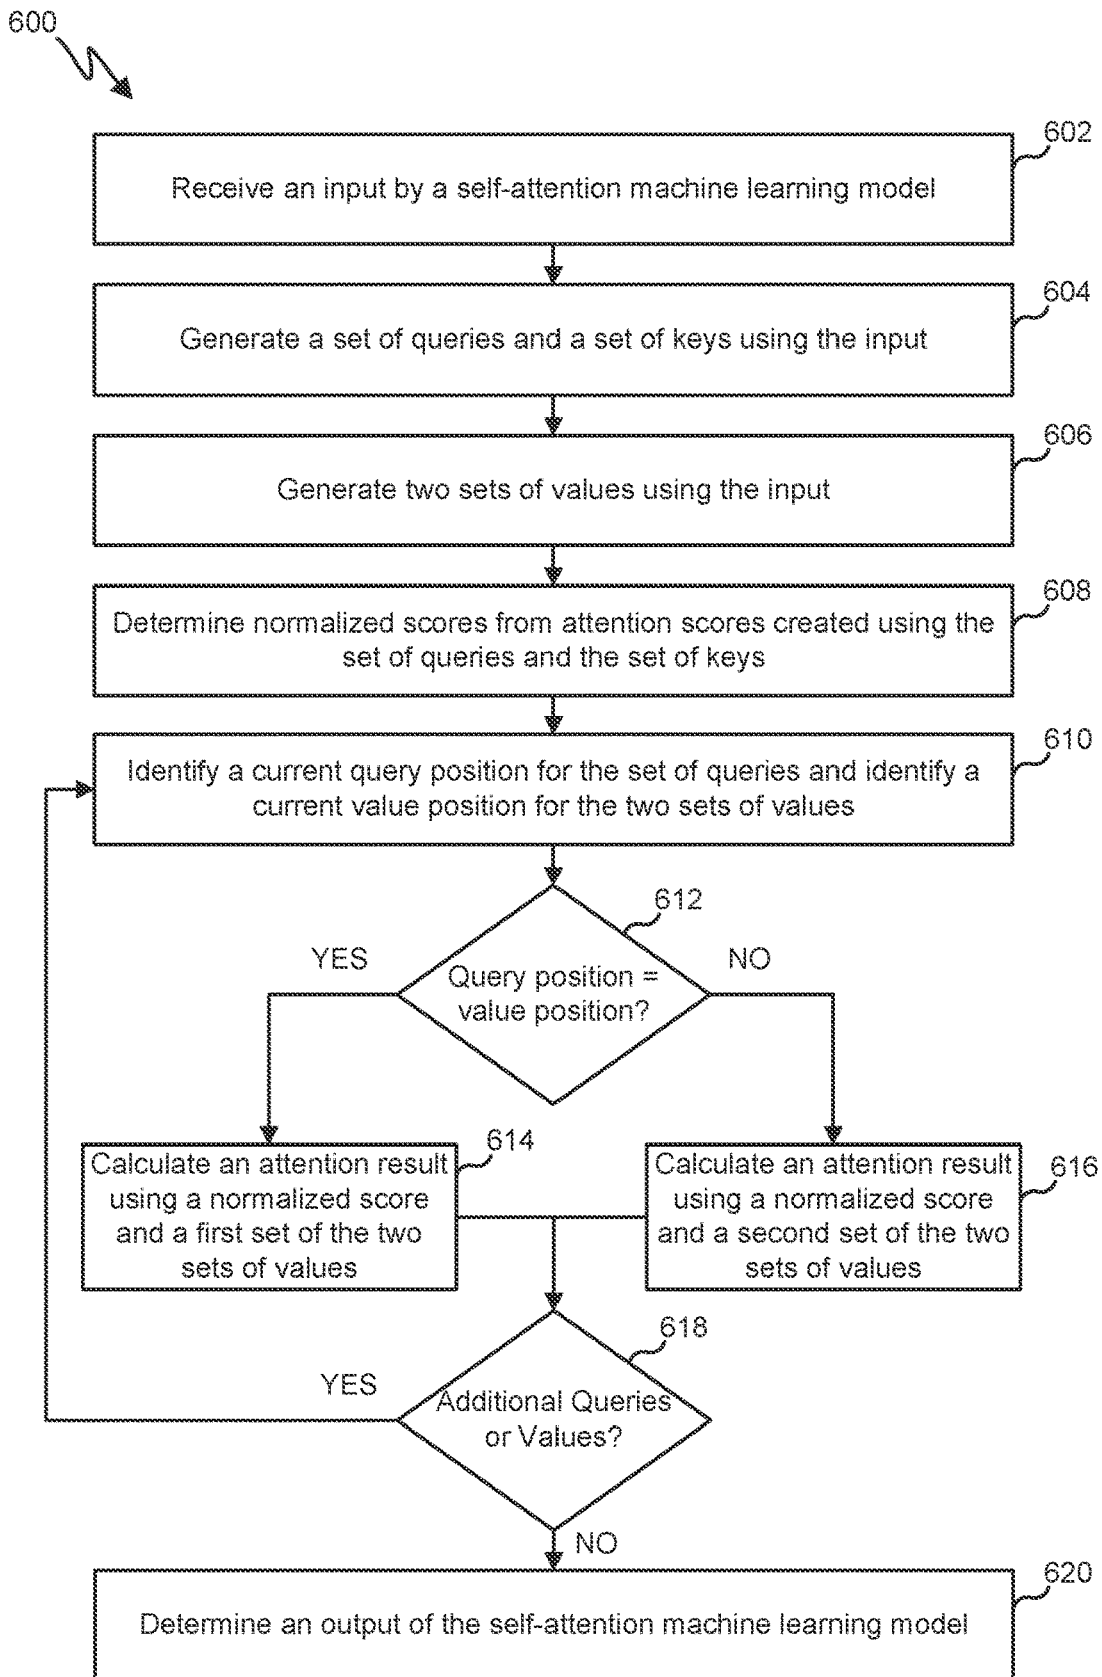 600
602
Receive an input by a self-attention machine learning model
604
Generate a set of queries and a set of keys using the input
606
Generate two sets of values using the input
608
Determine normalized scores from attention scores created using the
set of queries and the set of keys
610
Identify a current query position for the set of queries and identify a
current value position for the two sets of values
612
YES
NO
Query position =
value position?
614
Calculate an attention result
using a normalized score
and a first set of the two
sets of values
616
Calculate an attention result
using a normalized score
and a second set of the two
sets of values
618
YES
Additional Queries
or Values?
NO
620
Determine an output of the self-attention machine learning model